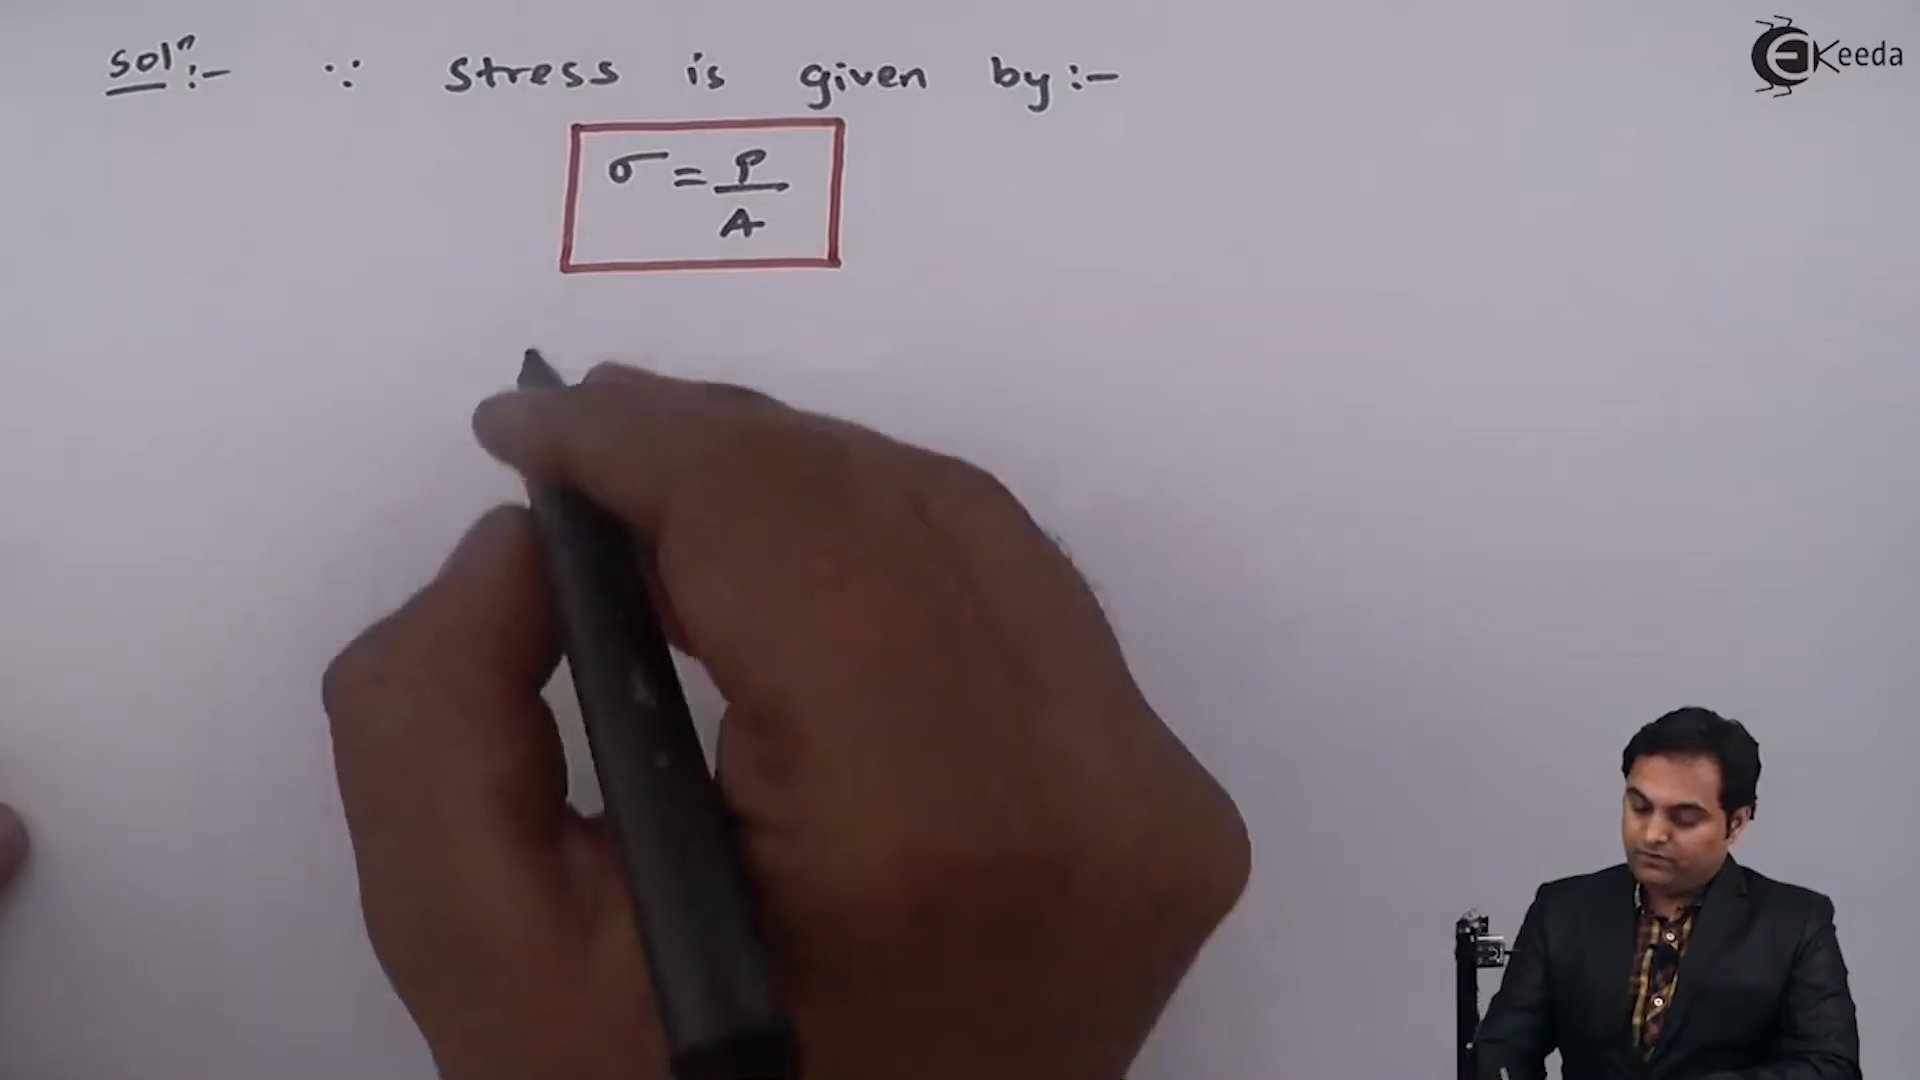 Solⁿ:- ∵ stress is given by:-
σ = P/A
EKeeda